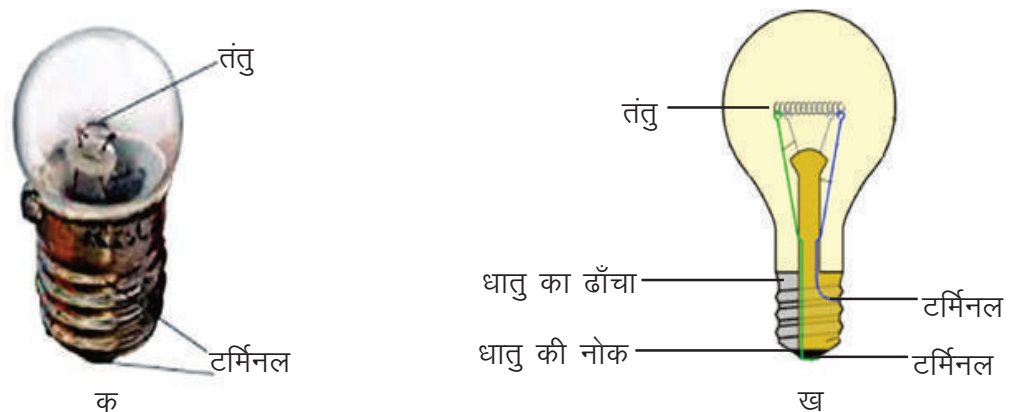 तंतु
टर्मिनल
क
तंतु
धातु का ढाँचा
टर्मिनल
धातु की नोक
टर्मिनल
ख